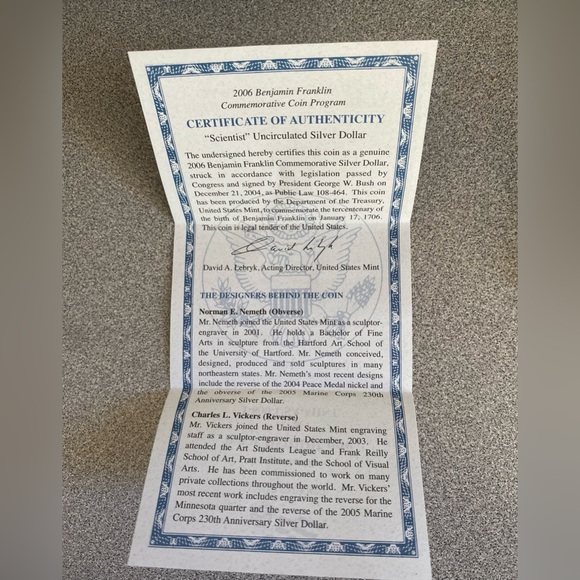 2006 Benjamin Franklin
Commemorative Coin Program
CERTIFICATE OF AUTHENTICITY
"Scientist" Uncirculated Silver Dollar
The undersigned hereby certifies this coin as a genuine
2006 Benjamin Franklin Commemorative Silver Dollar,
struck in accordance with legislation passed by
Congress and signed by President George W. Bush on
December 21, 2004, as Public Law 108-464. This coin
has been produced by the Department of the Treasury,
United States Mint, to commemorate the tercentenary of
the birth of Benjamin Franklin on January 17, 1706.
This coin is legal tender of the United States.
David A. Lebryk, Acting Director, United States Mint
THE DESIGNERS BEHIND THE COIN
Norman E. Nemeth (Obverse)
Mr. Nemeth joined the United States Mint as a sculptor-
engraver in 2001. He holds a Bachelor of Fine
Arts in sculpture from the Hartford Art School of
the University of Hartford. Mr. Nemeth conceived,
designed, produced and sold sculptures in many
northeastern states. Mr. Nemeth's most recent designs
include the reverse of the 2004 Peace Medal nickel and
the obverse of the 2005 Marine Corps 230th
Anniversary Silver Dollar.
Charles L. Vickers (Reverse)
Mr. Vickers joined the United States Mint engraving
staff as a sculptor-engraver in December, 2003. He
attended the Art Students League and Frank Reilly
School of Art, Pratt Institute, and the School of Visual
Arts. He has been commissioned to work on many
private collections throughout the world. Mr. Vickers'
most recent work includes engraving the reverse for the
Minnesota quarter and the reverse of the 2005 Marine
Corps 230th Anniversary Silver Dollar.